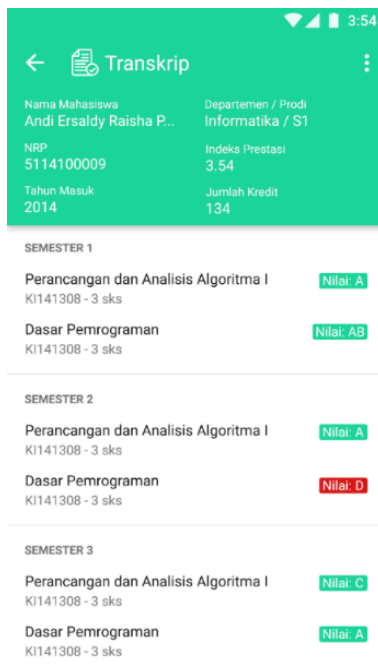 3:54
Transkrip
Nama Mahasiswa
Andi Ersaldy Raisha P...
Departemen / Prodi
Informatika / S1
NRP
5114100009
Indeks Prestasi
3.54
Tahun Masuk
2014
Jumlah Kredit
134
SEMESTER 1
Perancangan dan Analisis Algoritma I
Nilai: A
KI141308 - 3 sks
Dasar Pemrograman
Nilai: AB
KI141308 - 3 sks
SEMESTER 2
Perancangan dan Analisis Algoritma I
Nilai: A
KI141308 - 3 sks
Dasar Pemrograman
Nilai: D
KI141308 - 3 sks
SEMESTER 3
Perancangan dan Analisis Algoritma I
Nilai: C
KI141308 - 3 sks
Dasar Pemrograman
Nilai: A
KI141308 - 3 sks